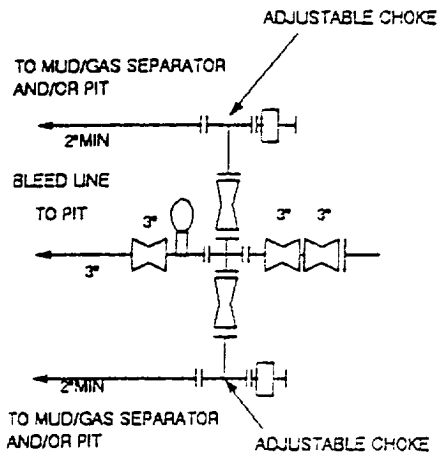 ADJUSTABLE CHOKE
TO MUD/GAS SEPARATOR
AND/OR PIT
2"MIN
BLEED LINE
TO PIT
3"
3"
3"
3"
2"MIN
TO MUD/GAS SEPARATOR
AND/OR PIT
ADJUSTABLE CHOKE